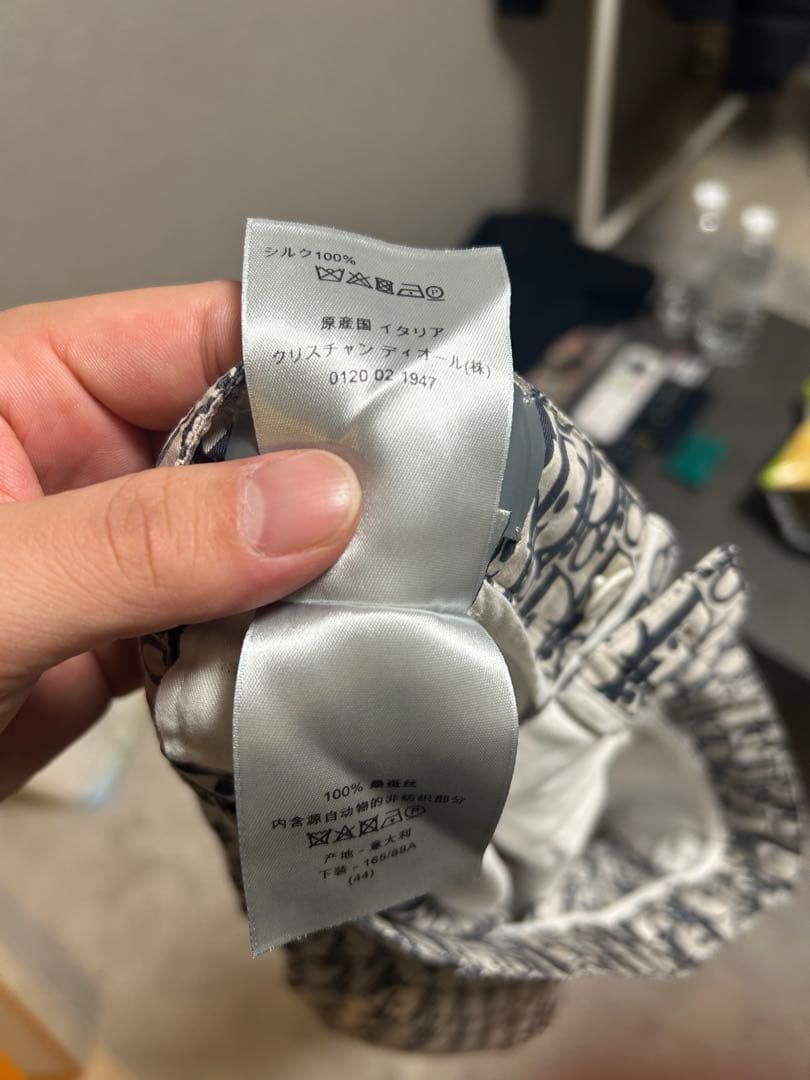 シルク100%
原産国 イタリア
クリスチャン ディオール(株)
0120 02 1947
100% 桑蚕丝
内含源自动物的非纺织部分
产地 - 意大利
下装 - 165/88A
(44)